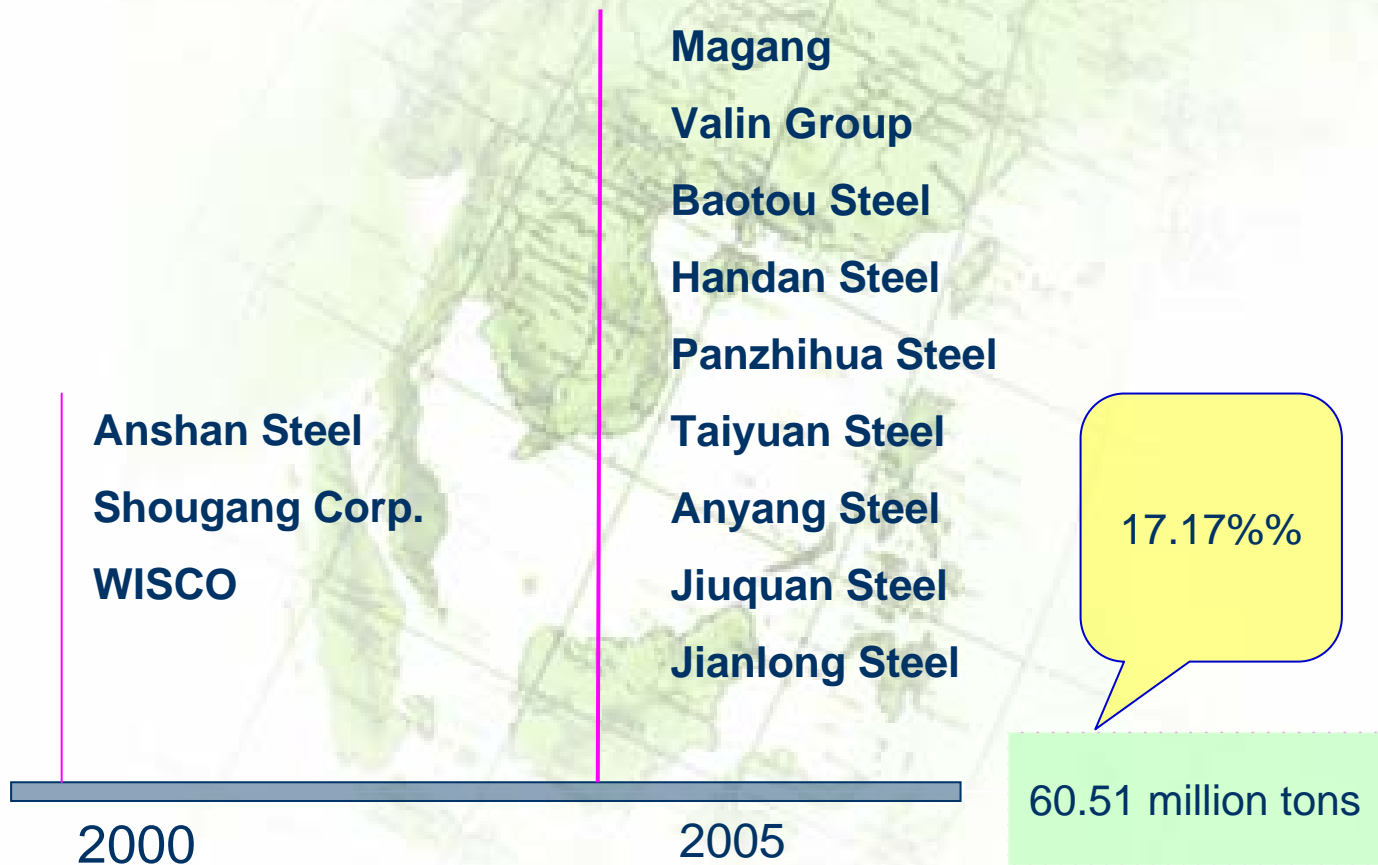 Magang
Valin Group
Baotou Steel
Handan Steel
Panzhihua Steel
Taiyuan Steel
Anyang Steel
Jiuquan Steel
Jianlong Steel
Anshan Steel
Shougang Corp.
WISCO
17.17%%
60.51 million tons
2000
2005